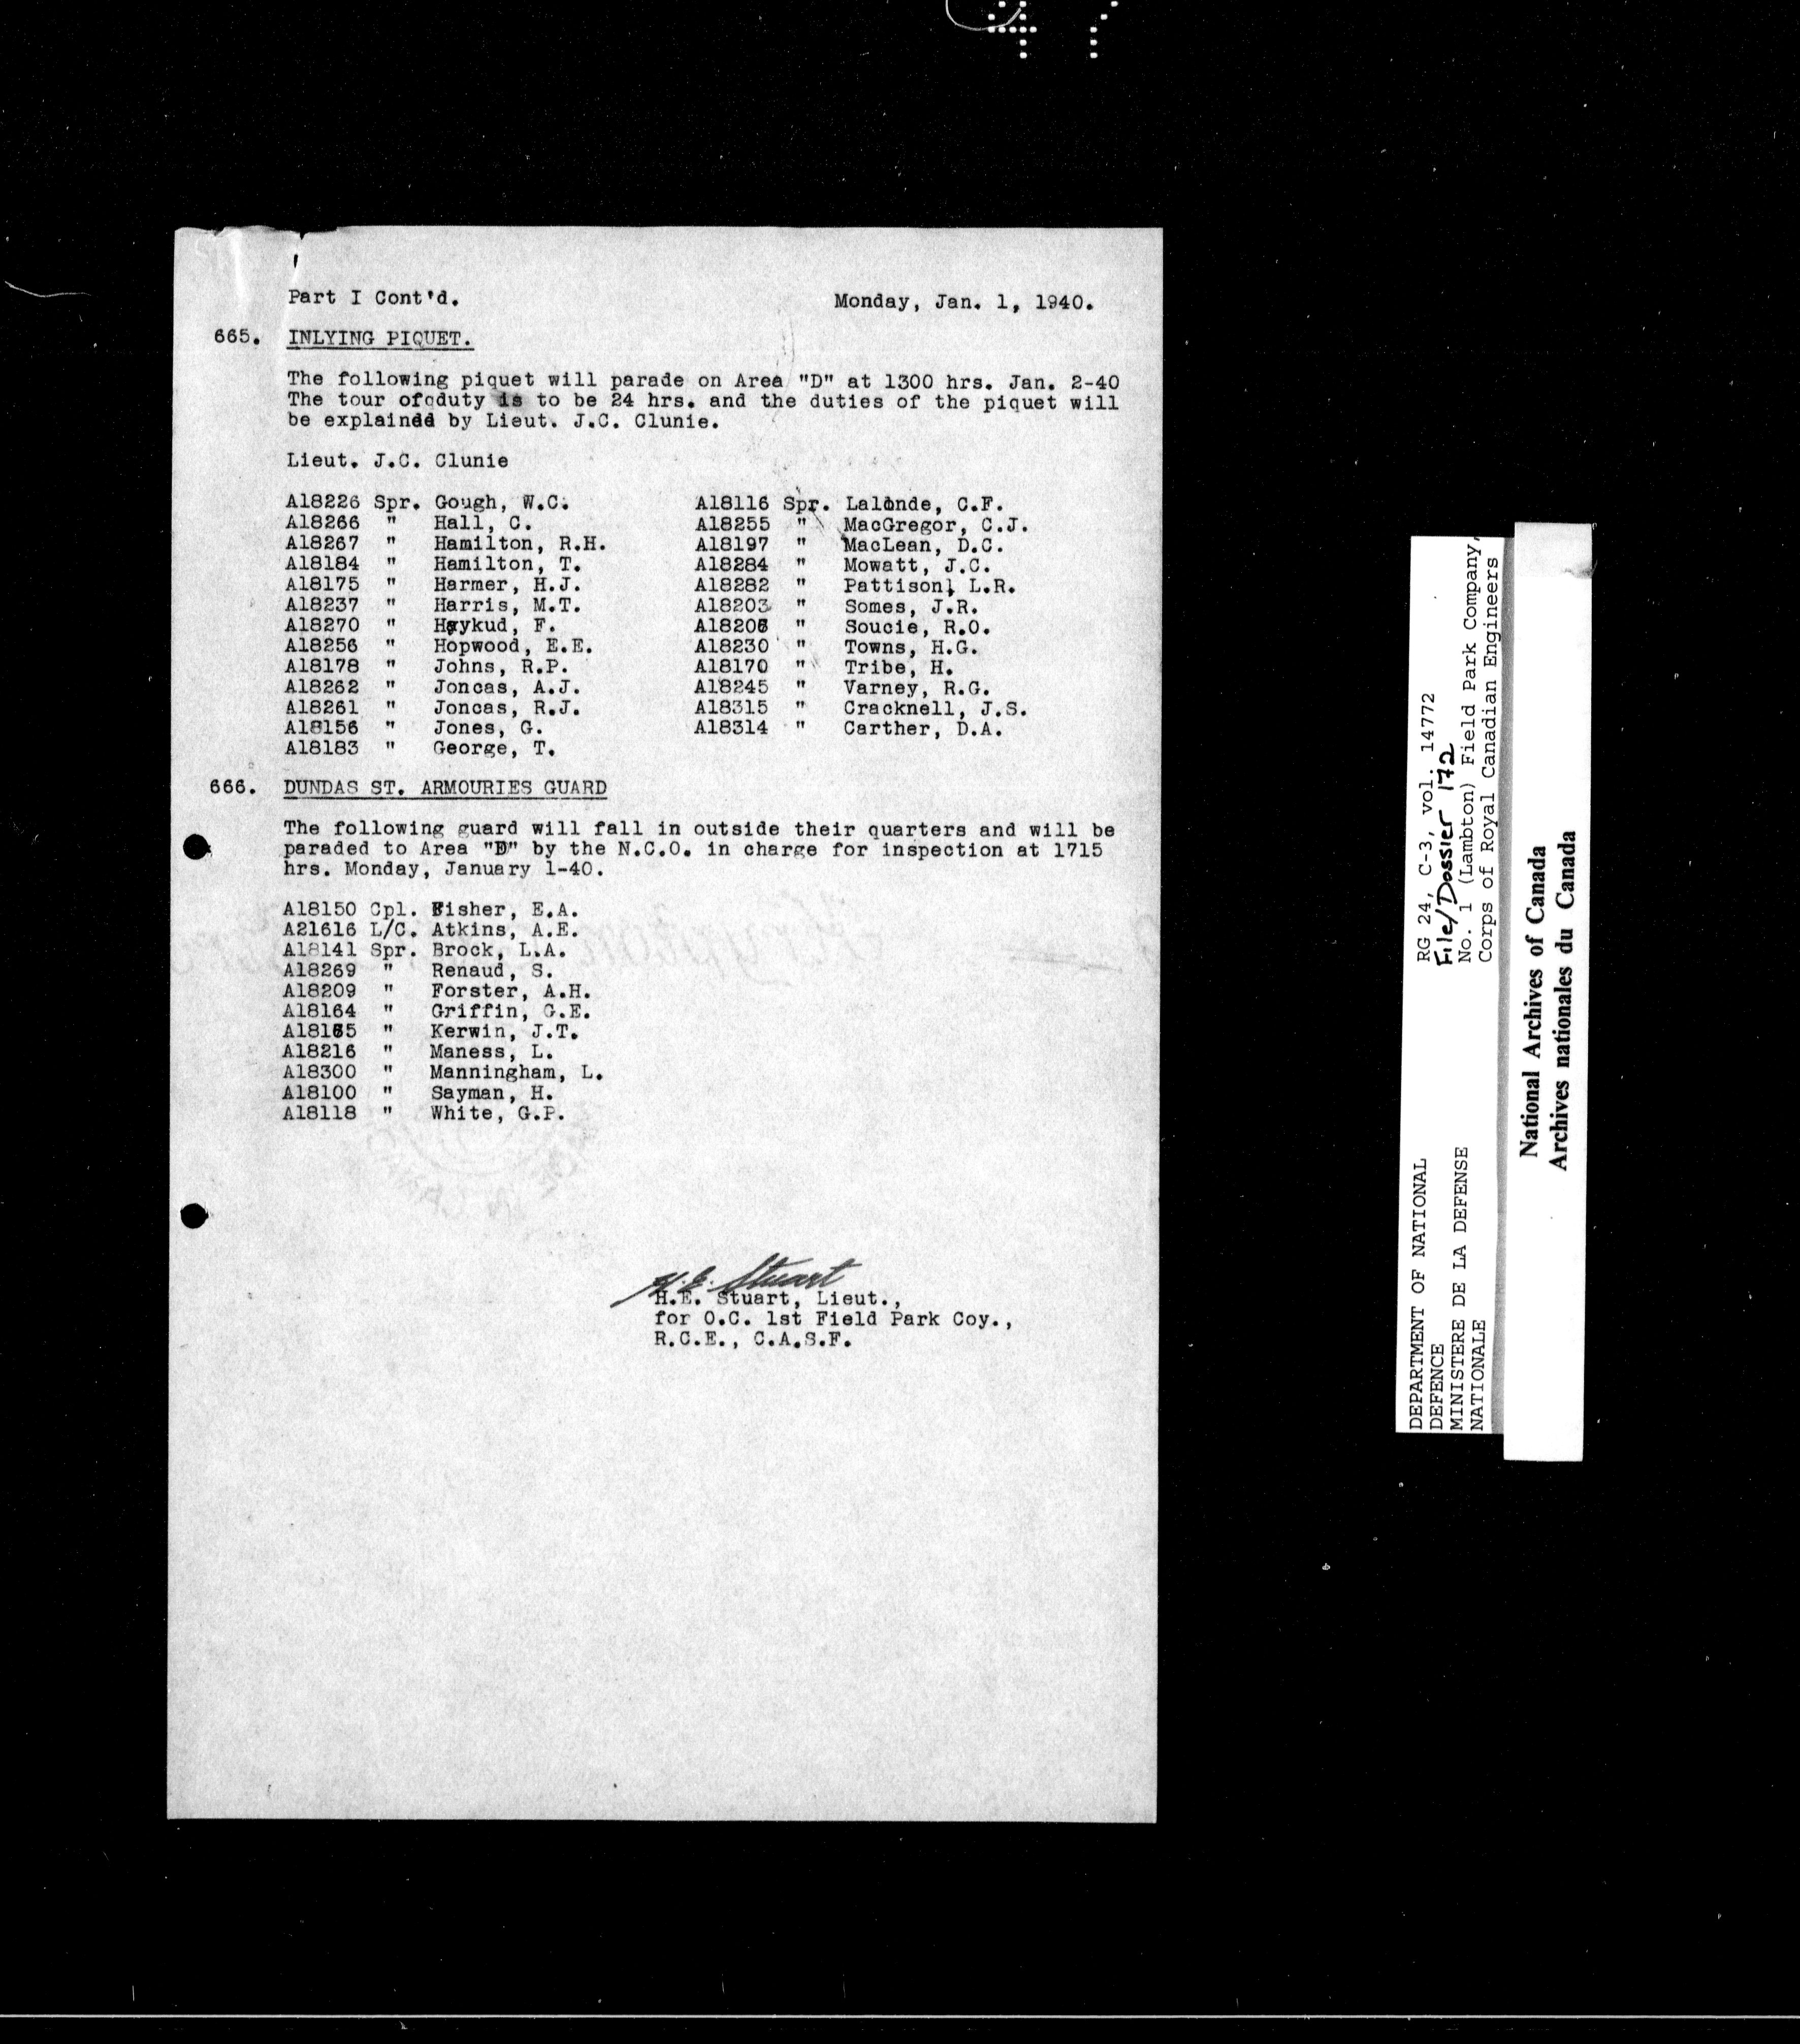 Part I Cont'd. Monday, Jan. 1, 1940.
665. INLYING PIQUET.
The following piquet will parade on Area "D" at 1300 hrs. Jan. 2-40
The tour ofcduty is to be 24 hrs. and the duties of the piquet will
be explained by Lieut. J.C. Clunie.
Lieut. J.C. Clunie
A18226 Spr. Gough, W.C. A18116 Spr. Lalonde, C.F.
A18266 " Hall, C. A18255 " MacGregor, C.J.
A18267 " Hamilton, R.H. A18197 " MacLean, D.C.
A18184 " Hamilton, T. A18284 " Mowatt, J.C.
A18175 " Harmer, H.J. A18282 " Pattison, L.R.
A18237 " Harris, M.T. A18203 " Somes, J.R.
A18270 " Haykud, F. " Soucie, R.O.
A18256 " Hopwood, E.E. A18230 " Towns, H.G.
A18178 " Johns, R.P. A18170 " Tribe, H.
A18262 " Joncas, A.J. A18245 " Varney, R.G.
A18261 " Joncas, R.J. A18315 " Cracknell, J.S.
A18156 " Jones, G. A18314 " Carther, D.A.
A18183 " George, T.
666. DUNDAS ST. ARMOURIES GUARD
The following guard will fall in outside their quarters and will be
paraded to Area "D" by the N.C.O. in charge for inspection at 1715
hrs. Monday, January 1-40.
A18150 Cpl. Fisher, E.A.
A21616 L/C. Atkins, A.E.
A18141 Spr. Brock, L.A.
A18269 " Renaud, S.
A18209 " Forster, A.H.
A18164 " Griffin, G.E.
" Kerwin, J.T.
A18216 " Maness, L.
A18300 " Manningham, L.
A18100 " Sayman, H.
A18118 " White, G.P.
H.E. Stuart
H.E. Stuart, Lieut.,
for O.C. 1st Field Park Coy.,
R.C.E., C.A.S.F.
DEPARTMENT OF NATIONAL
DEFENCE
MINISTERE DE LA DEFENSE
NATIONALE
RG 24, C-3, vol. 14772
File/Dossier 172
No. 1 (Lambton) Field Park Company,
Corps of Royal Canadian Engineers
National Archives of Canada
Archives nationales du Canada